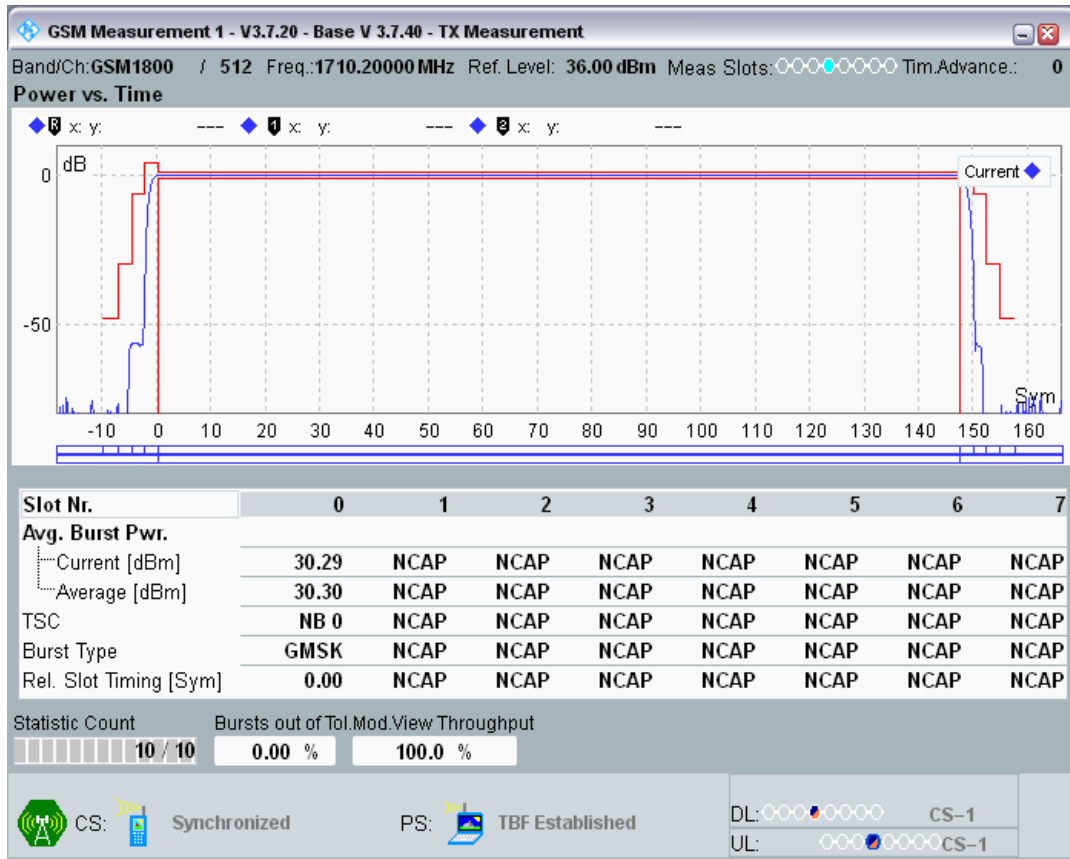 GSM Measurement 1 - V3.7.20 - Base V 3.7.40 - TX Measurement
Band/Ch:GSM1800 / 512 Freq.:1710.20000 MHz Ref. Level: 36.00 dBm Meas Slots: Tim.Advance.: 0
Power vs. Time
R x: y: --- 1 x: y: --- 2 x: y: ---
dB
0
Current
-50
Sym
-10 0 10 20 30 40 50 60 70 80 90 100 110 120 130 140 150 160
Slot Nr. 0 1 2 3 4 5 6 7
Avg. Burst Pwr.
Current [dBm] 30.29 NCAP NCAP NCAP NCAP NCAP NCAP NCAP
Average [dBm] 30.30 NCAP NCAP NCAP NCAP NCAP NCAP NCAP
TSC NB 0 NCAP NCAP NCAP NCAP NCAP NCAP NCAP
Burst Type GMSK NCAP NCAP NCAP NCAP NCAP NCAP NCAP
Rel. Slot Timing [Sym] 0.00 NCAP NCAP NCAP NCAP NCAP NCAP NCAP
Statistic Count Bursts out of Tol.Mod.View Throughput
10 / 10 0.00 % 100.0 %
CS: Synchronized PS: TBF Established DL: CS-1
UL: CS-1